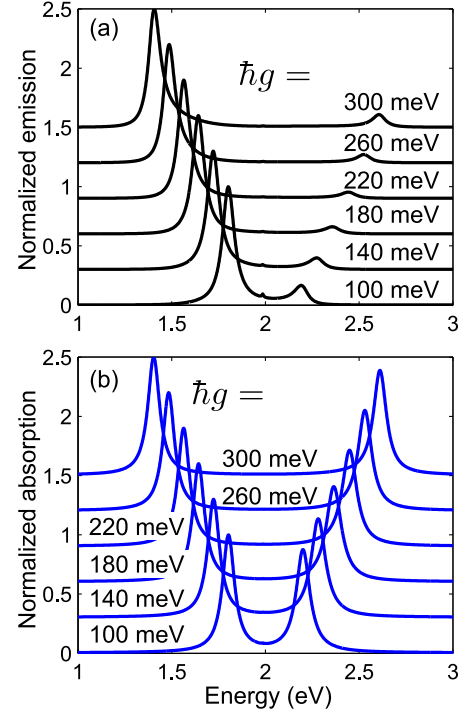 (a)
ħg =
Normalized emission
2.5
2
1.5
1
0.5
0
300 meV
260 meV
220 meV
180 meV
140 meV
100 meV
1 1.5 2 2.5 3
(b)
ħg =
Normalized absorption
2.5
2
1.5
1
0.5
0
300 meV
260 meV
220 meV
180 meV
140 meV
100 meV
1 1.5 2 2.5 3
Energy (eV)